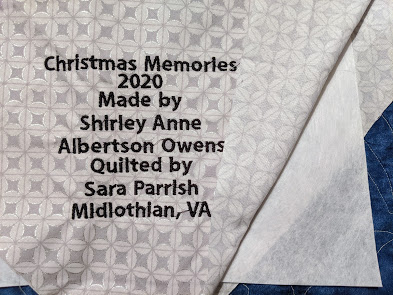 Christmas Memories
2020
Made by
Shirley Anne
Albertson Owens
Quilted by
Sara Parrish
Midlothian, VA